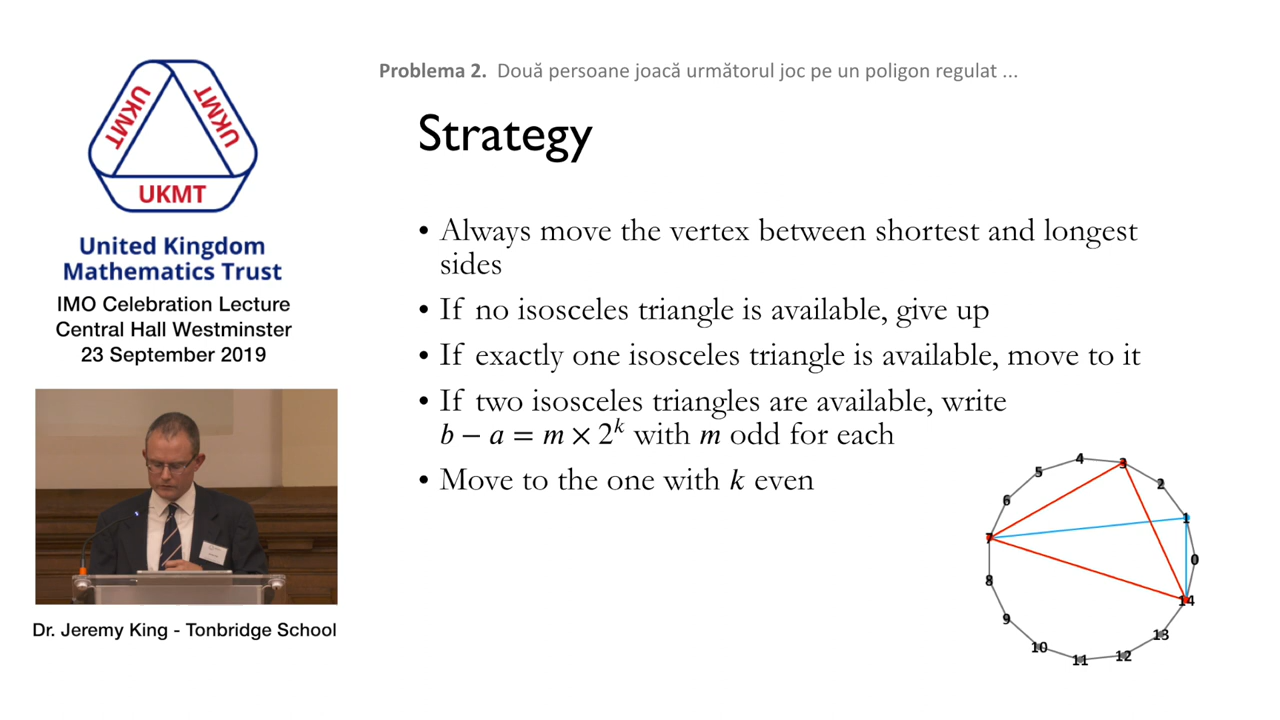 UKMT
UKMT
UKMT
United Kingdom
Mathematics Trust
IMO Celebration Lecture
Central Hall Westminster
23 September 2019
Dr. Jeremy King - Tonbridge School
Problema 2. Două persoane joacă următorul joc pe un poligon regulat ...
Strategy
• Always move the vertex between shortest and longest
sides
• If no isosceles triangle is available, give up
• If exactly one isosceles triangle is available, move to it
• If two isosceles triangles are available, write
b − a = m × 2^k with m odd for each
• Move to the one with k even
0
1
2
3
4
5
6
7
8
9
10
11
12
13
14